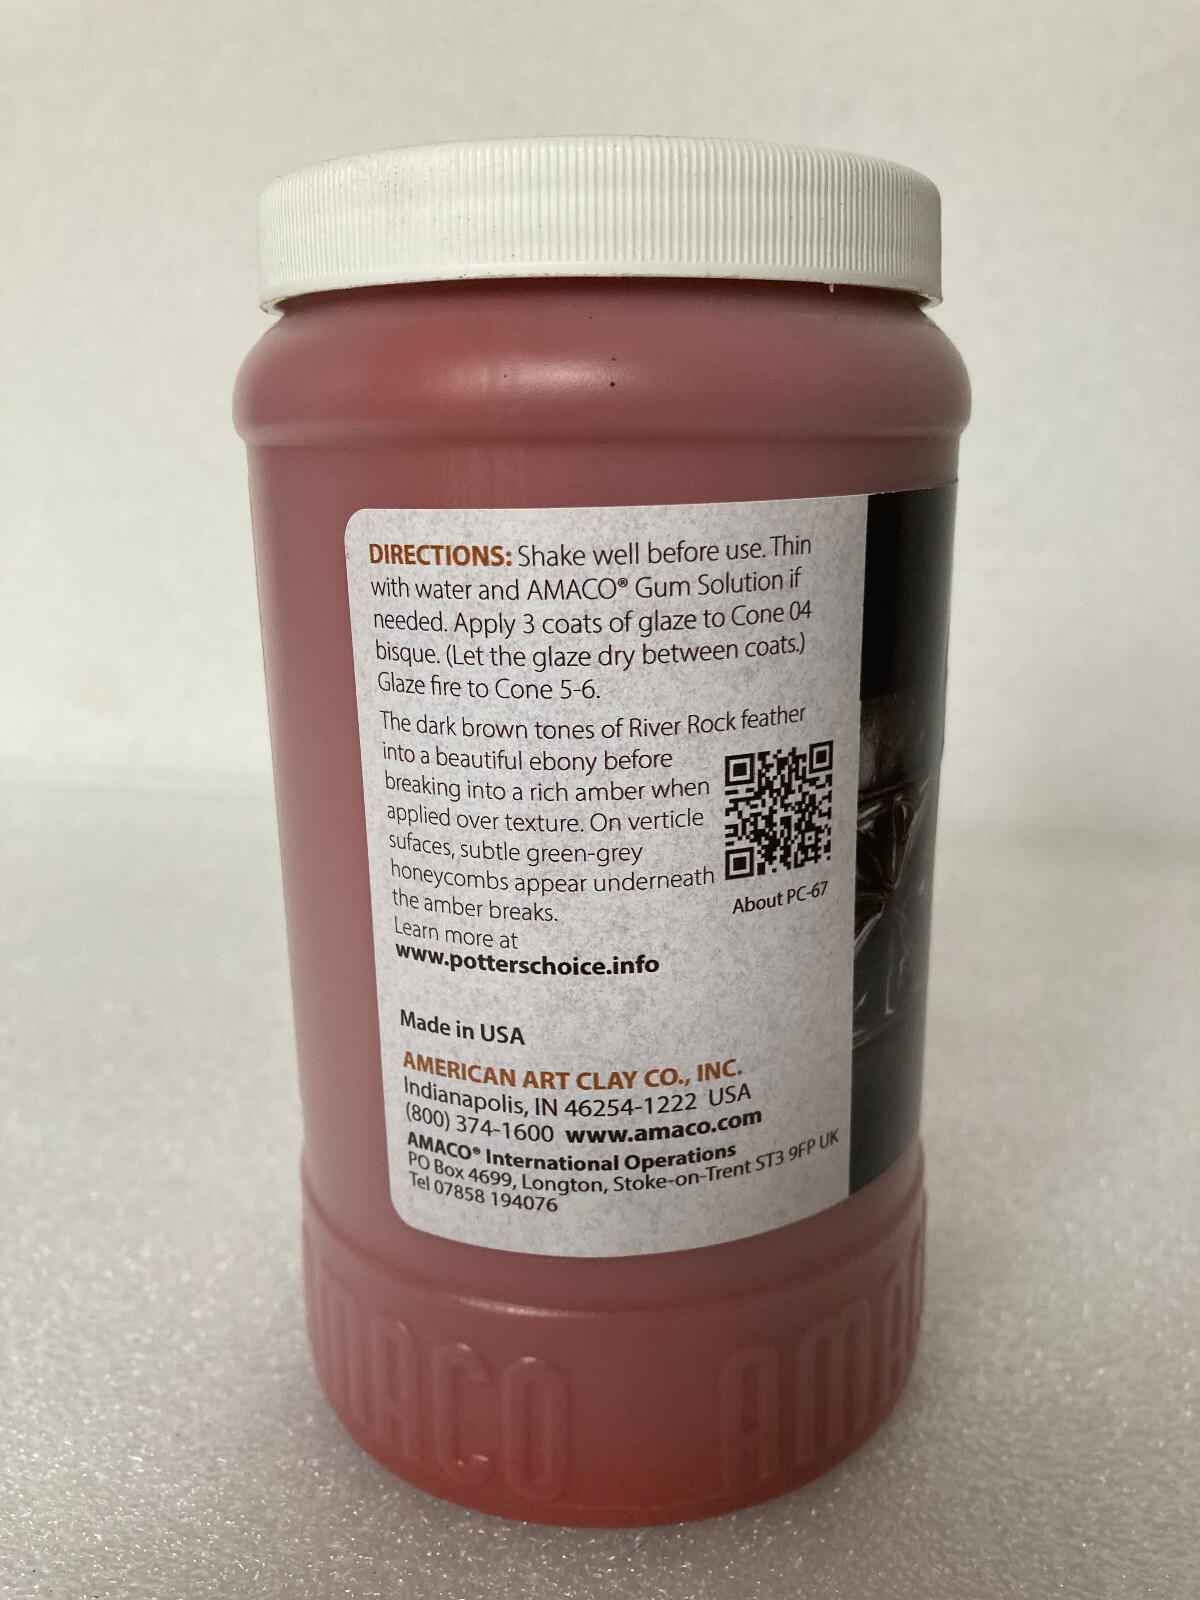 DIRECTIONS: Shake well before use. Thin
with water and AMACO® Gum Solution if
needed. Apply 3 coats of glaze to Cone 04
bisque. (Let the glaze dry between coats.)
Glaze fire to Cone 5-6.
The dark brown tones of River Rock feather
into a beautiful ebony before
breaking into a rich amber when
applied over texture. On verticle
sufaces, subtle green-grey
honeycombs appear underneath
the amber breaks.
Learn more at
www.potterschoice.info
About PC-67
Made in USA
AMERICAN ART CLAY CO., INC.
Indianapolis, IN 46254-1222 USA
(800) 374-1600 www.amaco.com
AMACO® International Operations
PO Box 4699, Longton, Stoke-on-Trent ST3 9FP UK
Tel 07858 194076
AMACO AMAC